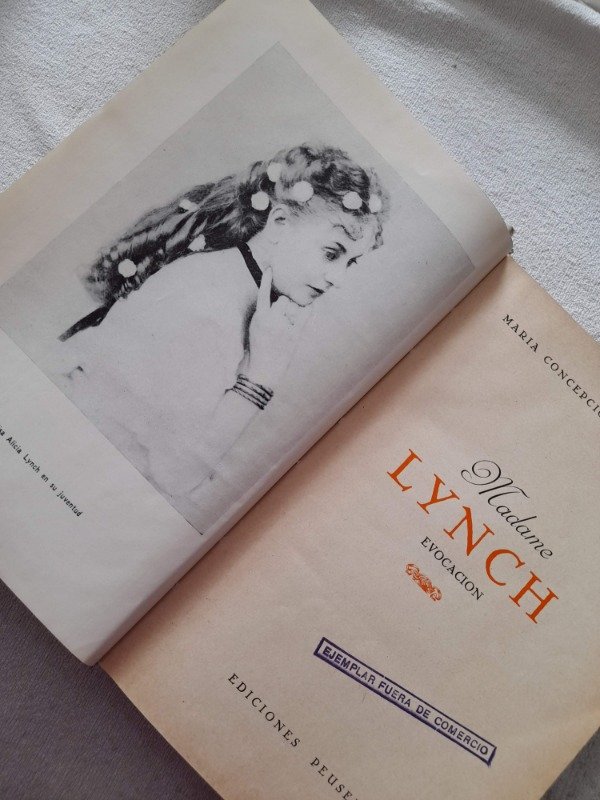 Alicia Lynch en su juventud
MARIA CONCEPCIO
Madame
LYNCH
EVOCACION
EJEMPLAR FUERA DE COMERCIO
EDICIONES PEUSE